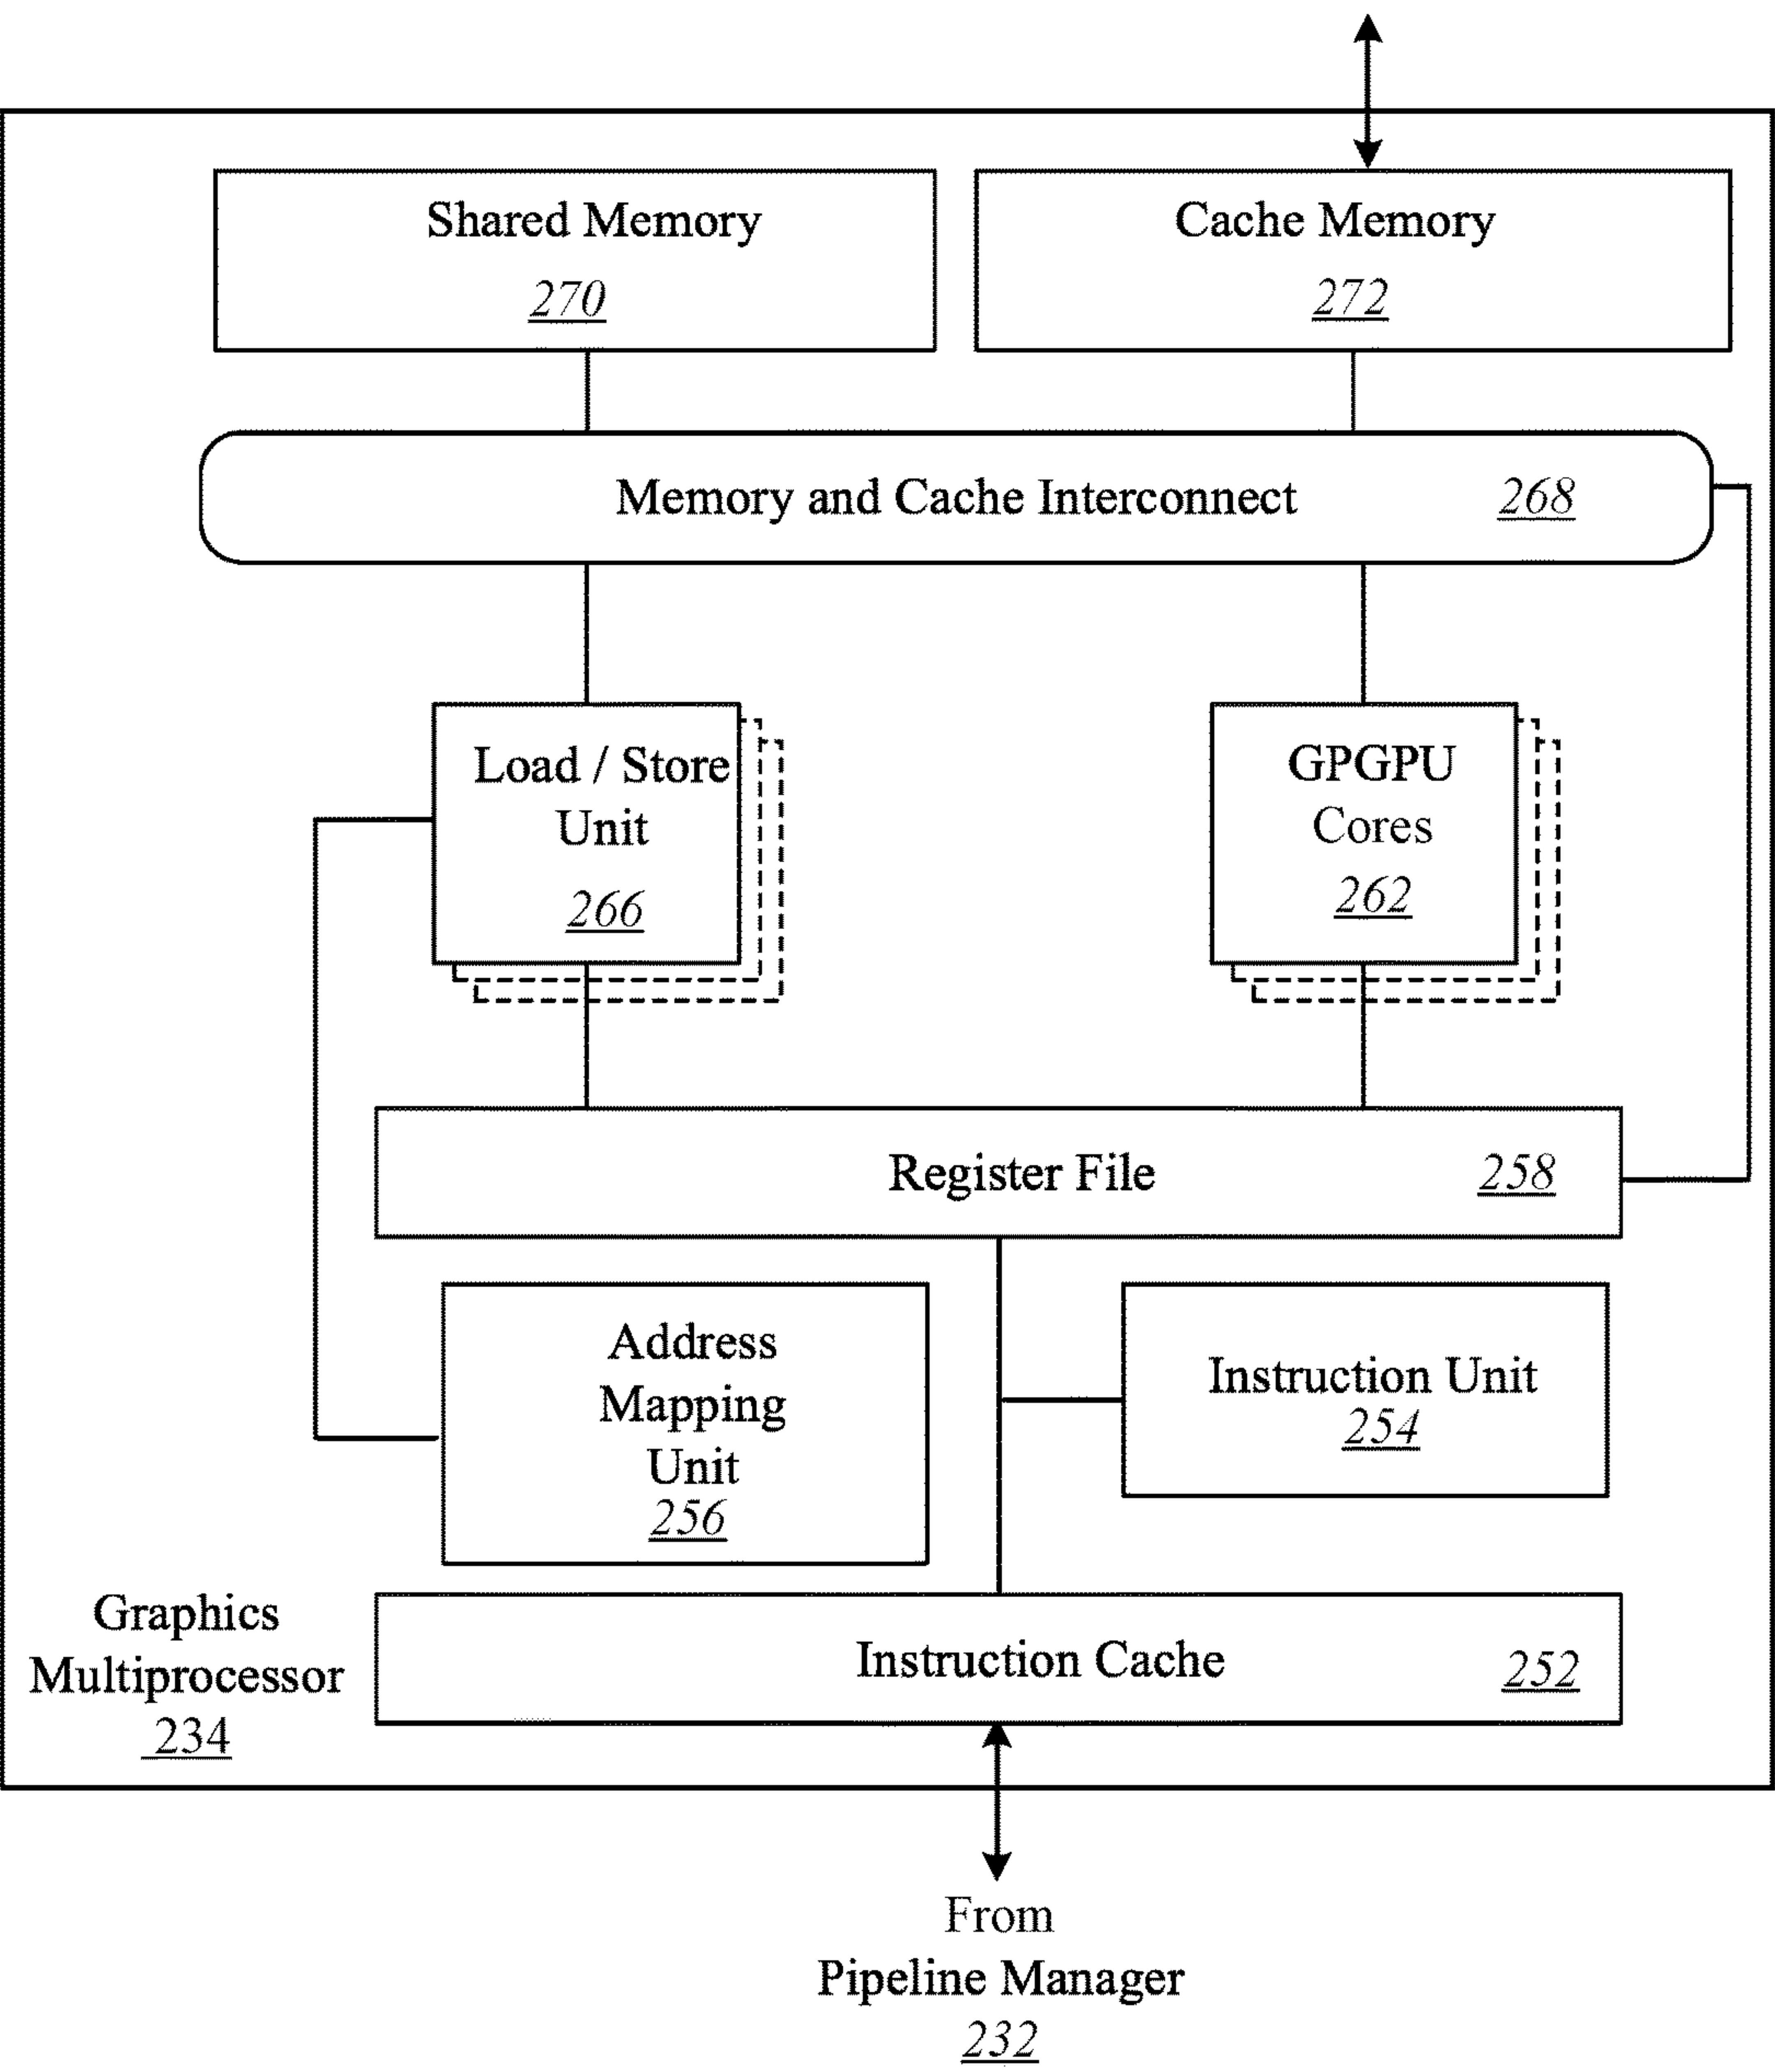 Shared Memory
270
Cache Memory
272
Memory and Cache Interconnect 268
Load / Store
Unit
266
GPGPU
Cores
262
Register File 258
Address
Mapping
Unit
256
Instruction Unit
254
Graphics
Multiprocessor
234
Instruction Cache 252
From
Pipeline Manager
232